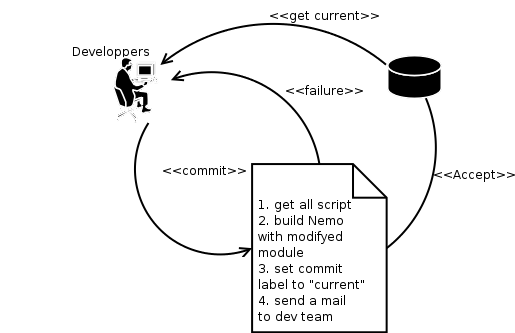 <<get current>>
Developpers
<<failure>>
<<commit>>
<<Accept>>
1. get all script
2. build Nemo
with modifyed
module
3. set commit
label to "current"
4. send a mail
to dev team